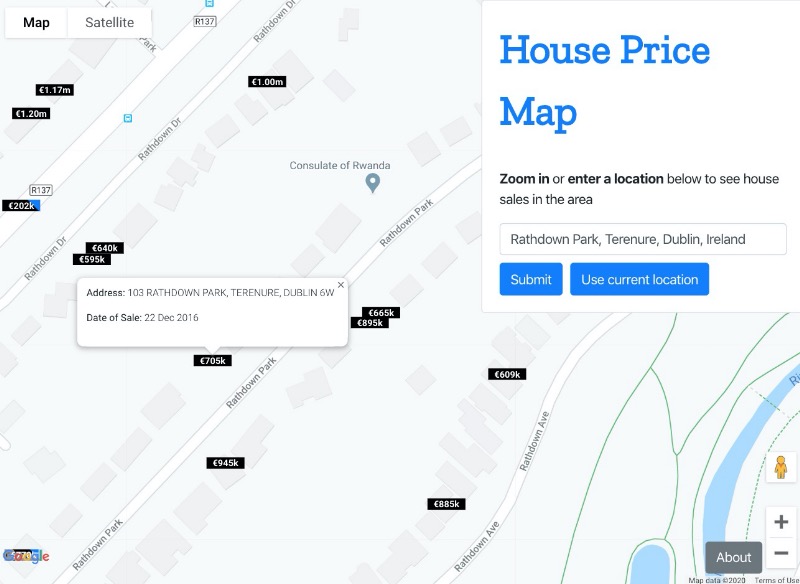 Map
Satellite
R137
Rathdown Dr
Park
€1.17m
€1.00m
€1.20m
Rathdown Dr
Consulate of Rwanda
R137
€202k
Rathdown Park
Rathdown Dr
€640k
€595k
Address: 103 RATHDOWN PARK, TERENURE, DUBLIN 6W
×
Date of Sale: 22 Dec 2016
€665k
€895k
€705k
Rathdown Park
€609k
Rathdown Ave
€945k
€885k
Rathdown Park
Rathdown Ave
Google
House Price
Map
Zoom in or enter a location below to see house
sales in the area
Rathdown Park, Terenure, Dublin, Ireland
Submit
Use current location
+
About
−
Map data ©2020
Terms of Use